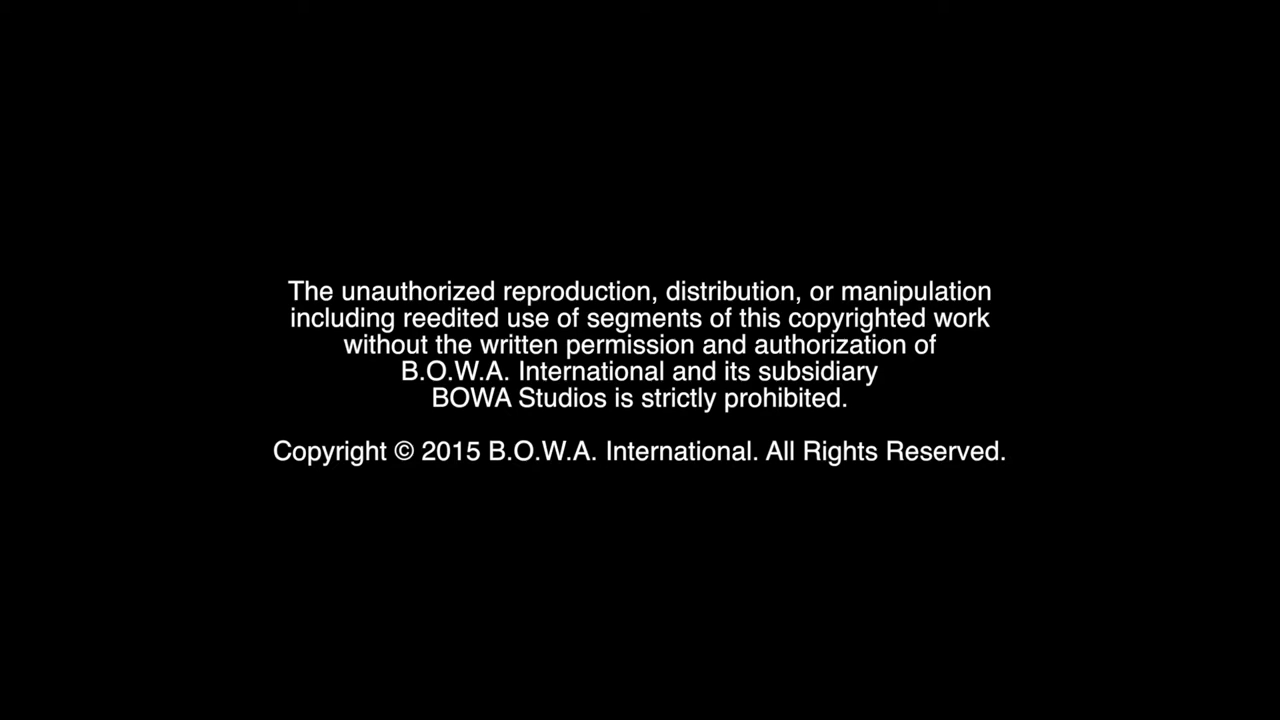 The unauthorized reproduction, distribution, or manipulation
including reedited use of segments of this copyrighted work
without the written permission and authorization of
B.O.W.A. International and its subsidiary
BOWA Studios is strictly prohibited.
Copyright © 2015 B.O.W.A. International. All Rights Reserved.